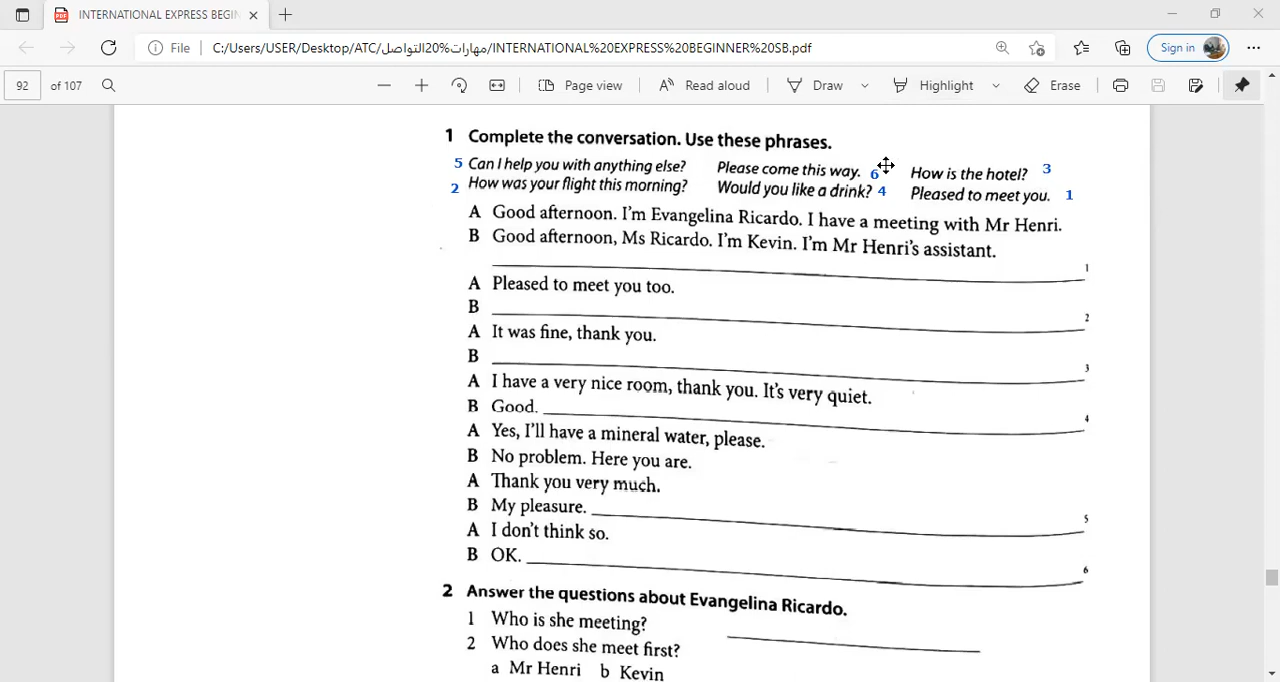 INTERNATIONAL EXPRESS BEGIN
File C:/Users/USER/Desktop/ATC/مهارات%20التواصل/INTERNATIONAL%20EXPRESS%20BEGINNER%20SB.pdf Sign in
92 of 107 Page view Read aloud Draw Highlight Erase
1 Complete the conversation. Use these phrases.
5 Can I help you with anything else? Please come this way. 6 How is the hotel? 3
2 How was your flight this morning? Would you like a drink? 4 Pleased to meet you. 1
A Good afternoon. I'm Evangelina Ricardo. I have a meeting with Mr Henri.
B Good afternoon, Ms Ricardo. I'm Kevin. I'm Mr Henri's assistant.
1
A Pleased to meet you too.
B 2
A It was fine, thank you.
B 3
A I have a very nice room, thank you. It's very quiet.
B Good. 4
A Yes, I'll have a mineral water, please.
B No problem. Here you are.
A Thank you very much.
B My pleasure. 5
A I don't think so.
B OK. 6
2 Answer the questions about Evangelina Ricardo.
1 Who is she meeting?
2 Who does she meet first?
a Mr Henri b Kevin